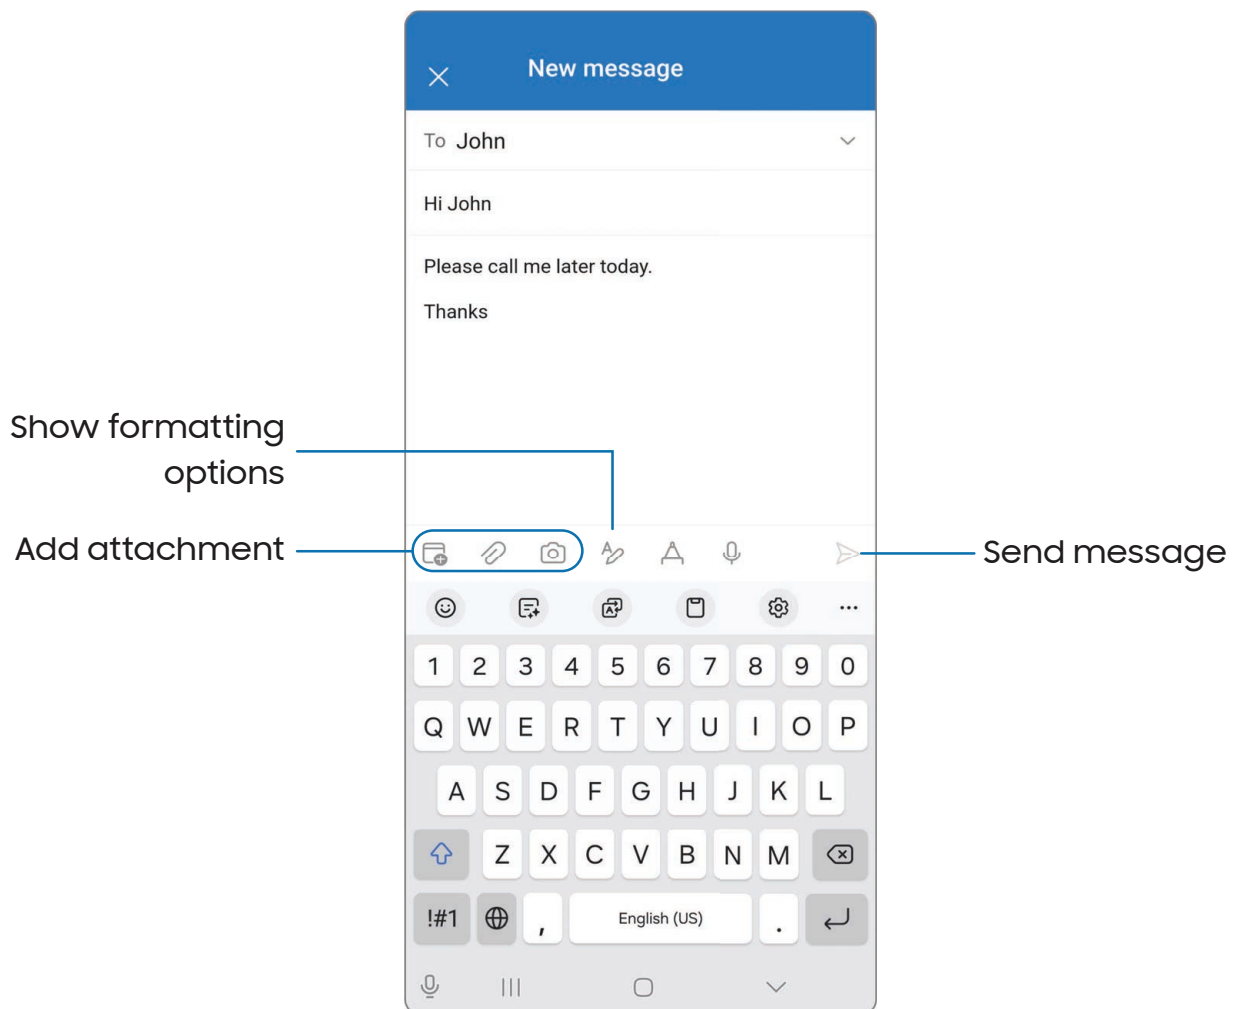 New message
To John
Hi John
Please call me later today.
Thanks
Show formatting
options
Add attachment
Send message
1 2 3 4 5 6 7 8 9 0
Q W E R T Y U I O P
A S D F G H J K L
Z X C V B N M
!#1 , English (US) .